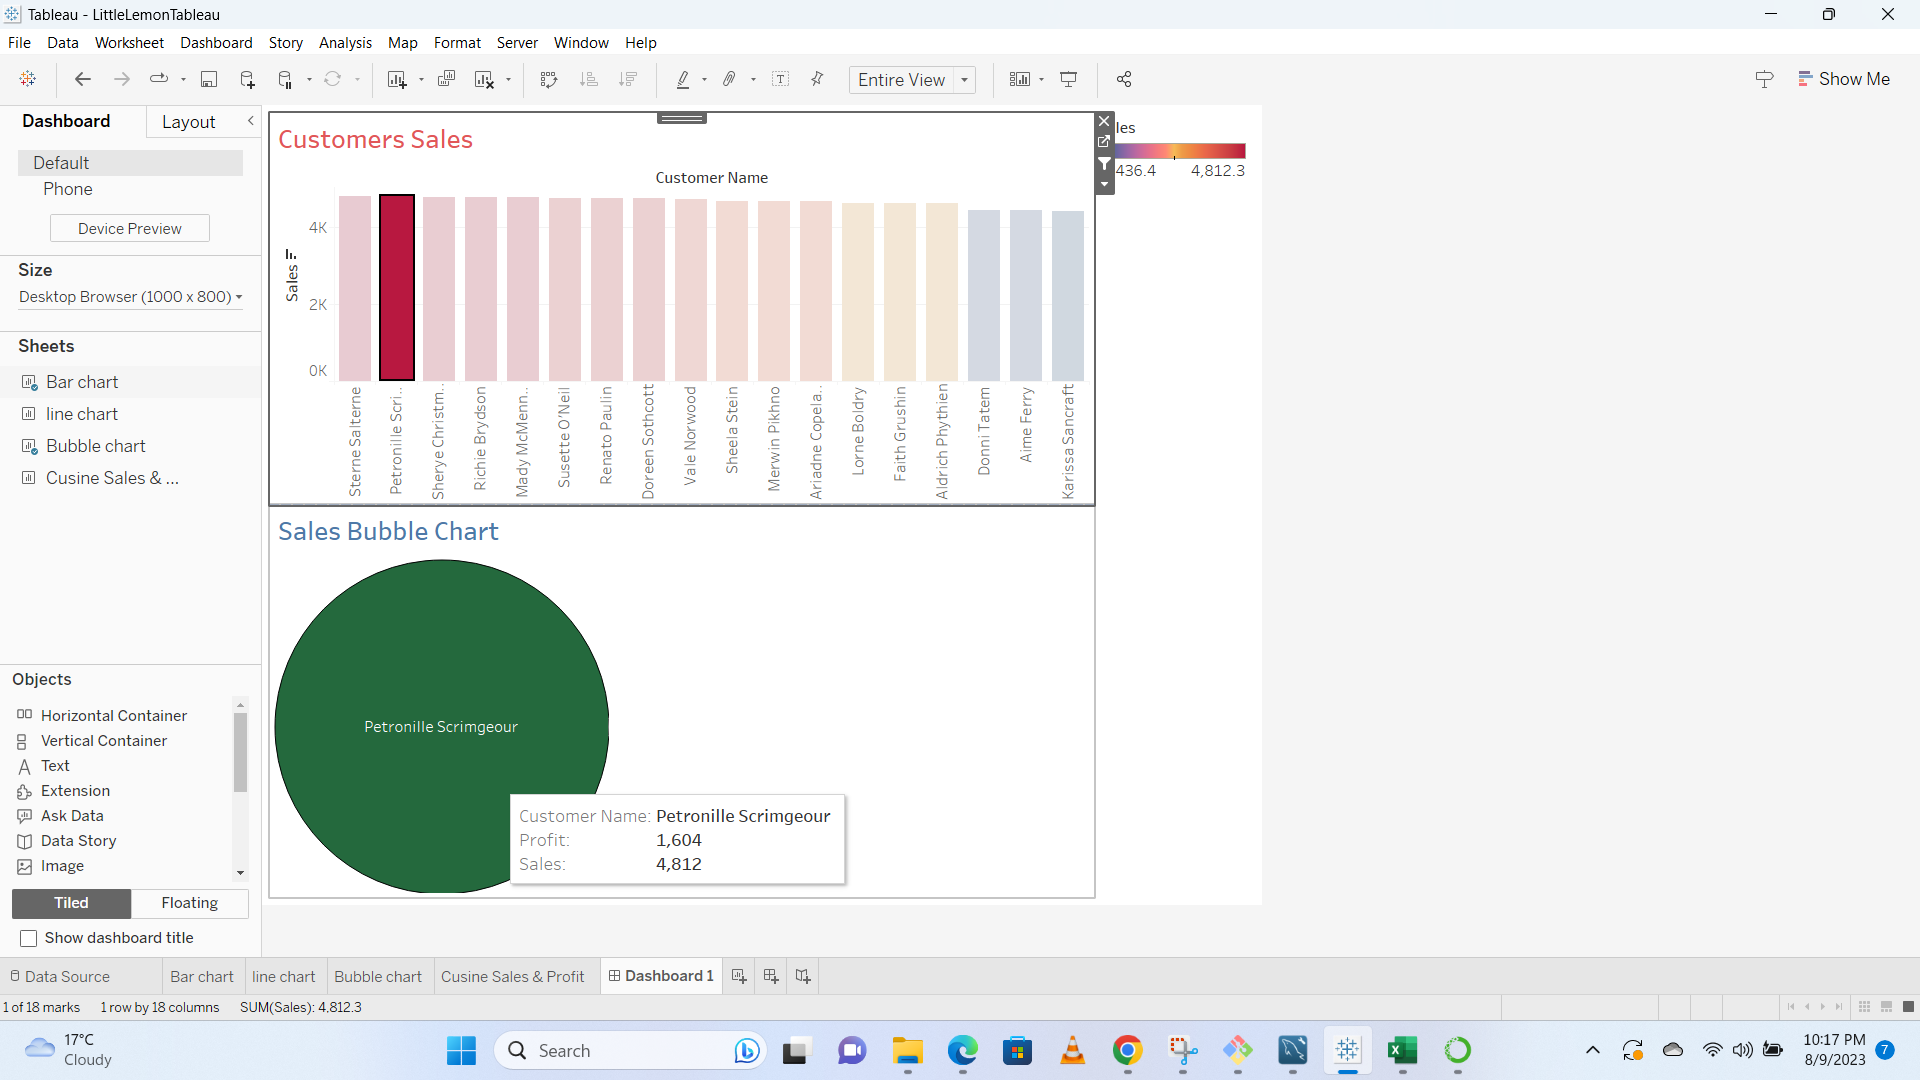 Tableau - LittleLemonTableau
File Data Worksheet Dashboard Story Analysis Map Format Server Window Help
Entire View
Show Me
Dashboard Layout
Default
Phone
Device Preview
Size
Desktop Browser (1000 x 800)
Sheets
Bar chart
line chart
Bubble chart
Cusine Sales & ...
Objects
Horizontal Container
Vertical Container
Text
Extension
Ask Data
Data Story
Image
Tiled Floating
Show dashboard title
Customers Sales
Customer Name
Sales
4K
2K
0K
Sterne Salterne
Petronille Scri..
Sherye Christm..
Richie Brydson
Mady McMenn..
Susette O'Neil
Renato Paulin
Doreen Sothcott
Vale Norwood
Sheela Stein
Merwin Pikhno
Ariadne Copela..
Lorne Boldry
Faith Grushin
Aldrich Phythien
Donni Tatem
Aime Ferry
Karissa Sancraft
les
436.4 4,812.3
Sales Bubble Chart
Petronille Scrimgeour
Customer Name: Petronille Scrimgeour
Profit: 1,604
Sales: 4,812
Data Source Bar chart line chart Bubble chart Cusine Sales & Profit Dashboard 1
1 of 18 marks 1 row by 18 columns SUM(Sales): 4,812.3
17°C
Cloudy
Search
10:17 PM
8/9/2023
7